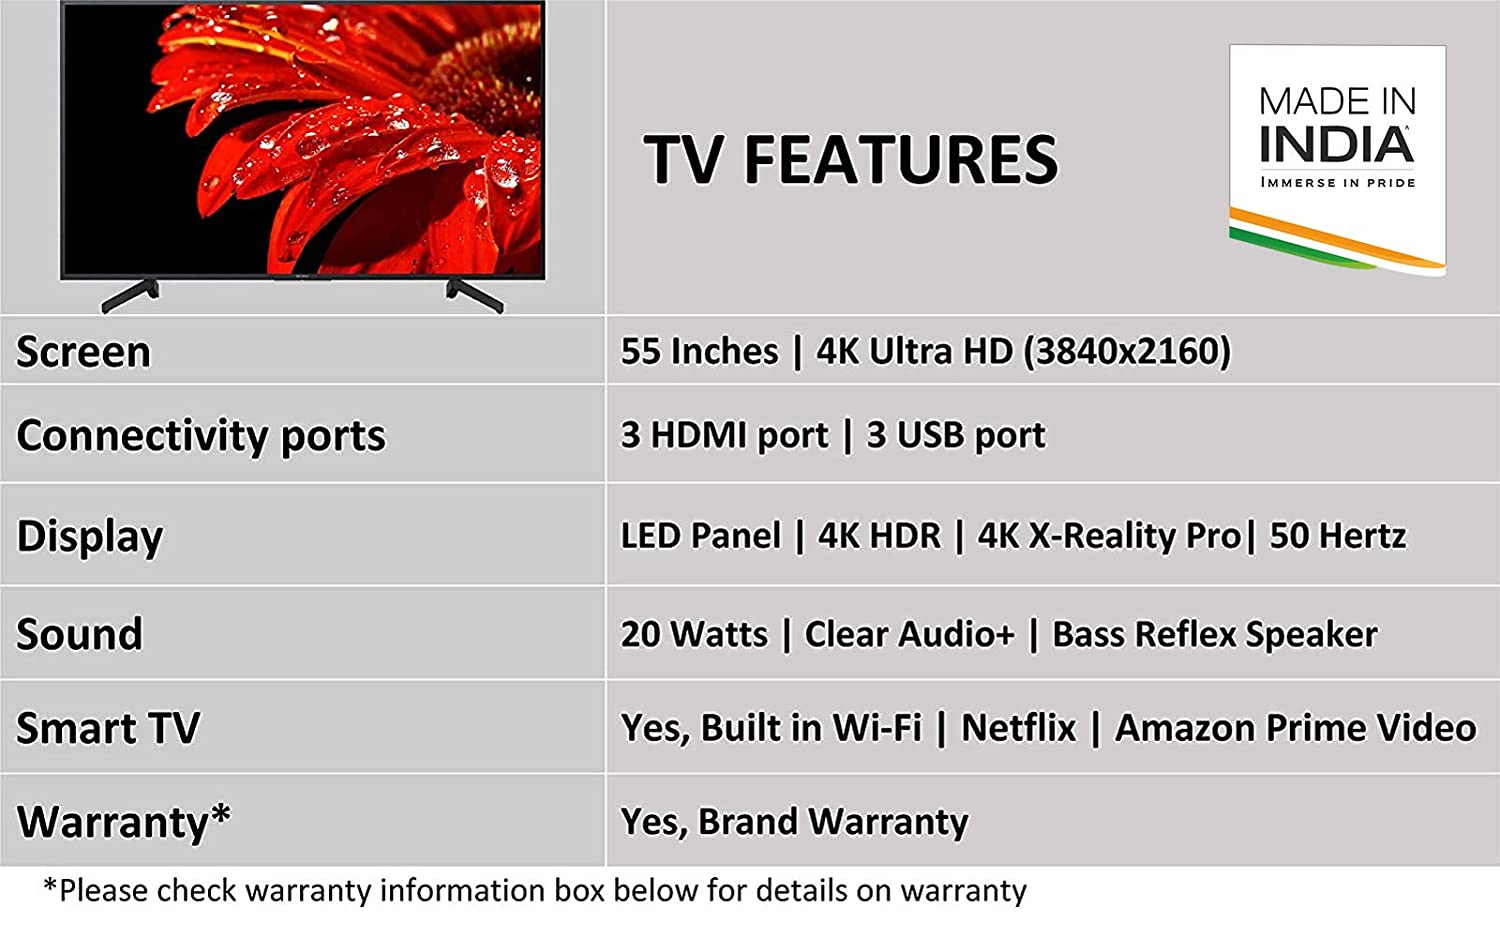 TV FEATURES
MADE IN
INDIA
IMMERSE IN PRIDE
Screen
55 Inches | 4K Ultra HD (3840x2160)
Connectivity ports
3 HDMI port | 3 USB port
Display
LED Panel | 4K HDR | 4K X-Reality Pro| 50 Hertz
Sound
20 Watts | Clear Audio+ | Bass Reflex Speaker
Smart TV
Yes, Built in Wi-Fi | Netflix | Amazon Prime Video
Warranty*
Yes, Brand Warranty
*Please check warranty information box below for details on warranty